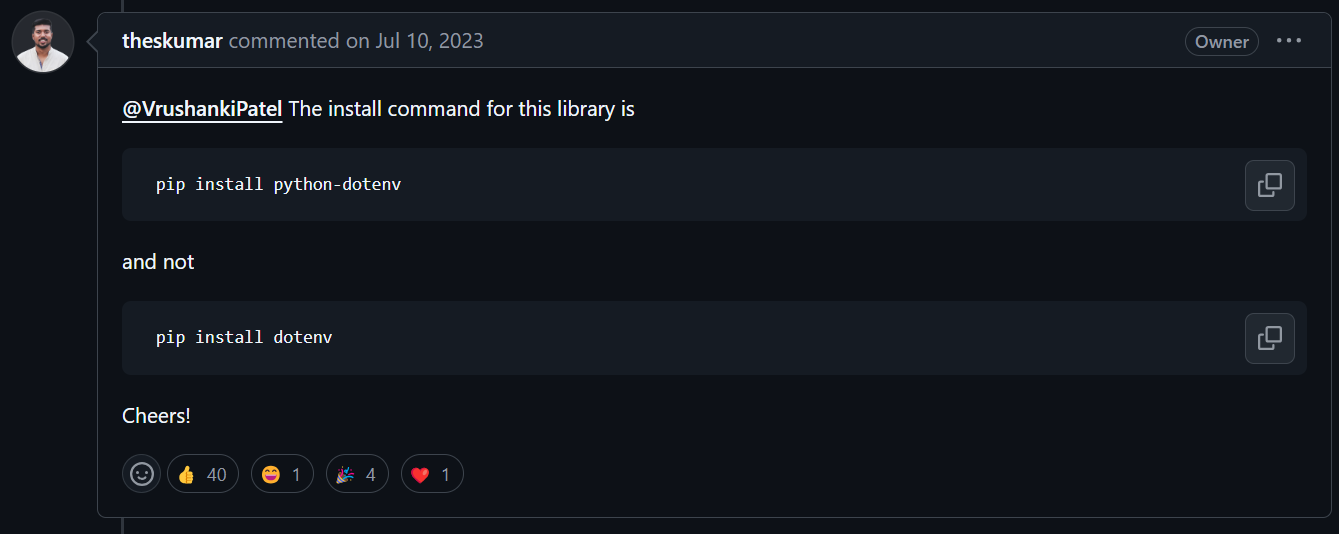 theskumar commented on Jul 10, 2023 Owner
@VrushankiPatel The install command for this library is
pip install python-dotenv
and not
pip install dotenv
Cheers!
40 1 4 1